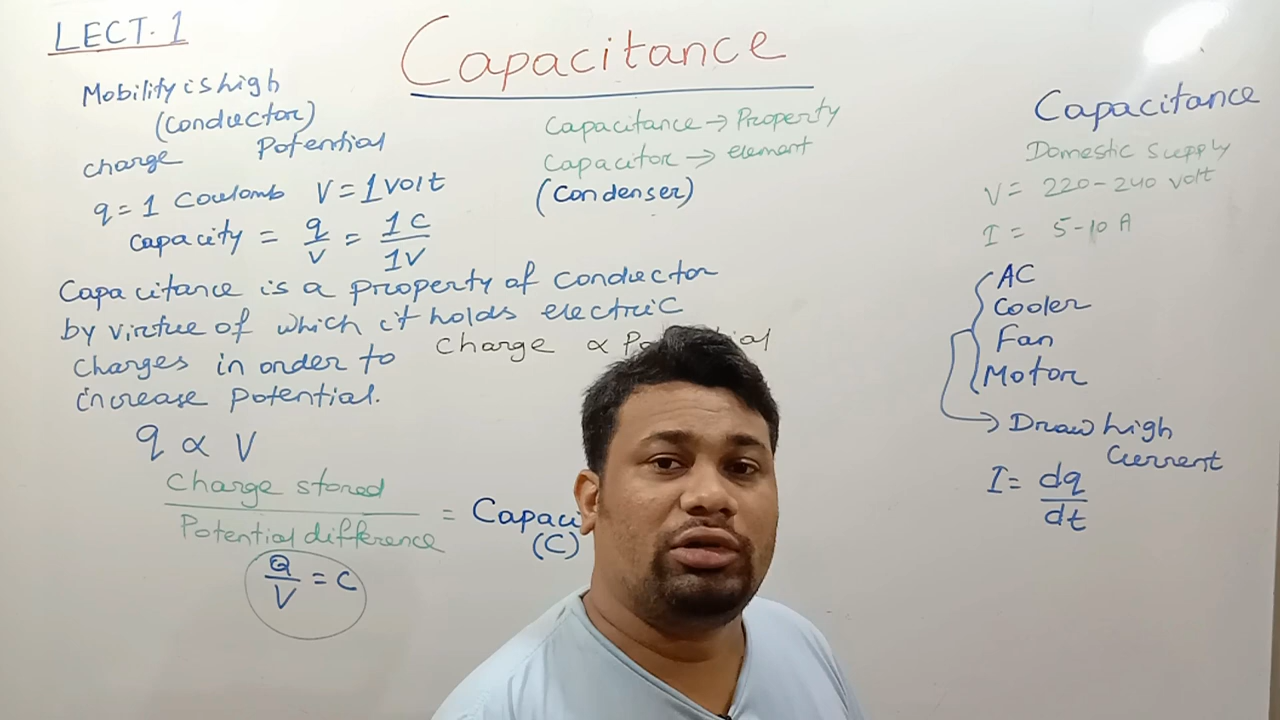 LECT. 1
Capacitance
Mobility is high
(Conductor)
charge Potential
q = 1 Coulomb V = 1 volt
Capacity = q/V = 1C/1V
Capacitance → Property
Capacitor → element
(Condenser)
Capacitance is a property of conductor
by virtue of which it holds electric
charges in order to
increase potential.
Charge ∝
q ∝ V
Charge stored
Potential difference
=
(C)
Q/V = C
Capacitance
Domestic supply
V = 220-240 volt
I = 5-10 A
AC
Cooler
Fan
Motor
→ Draw high
Current
I = dq/dt